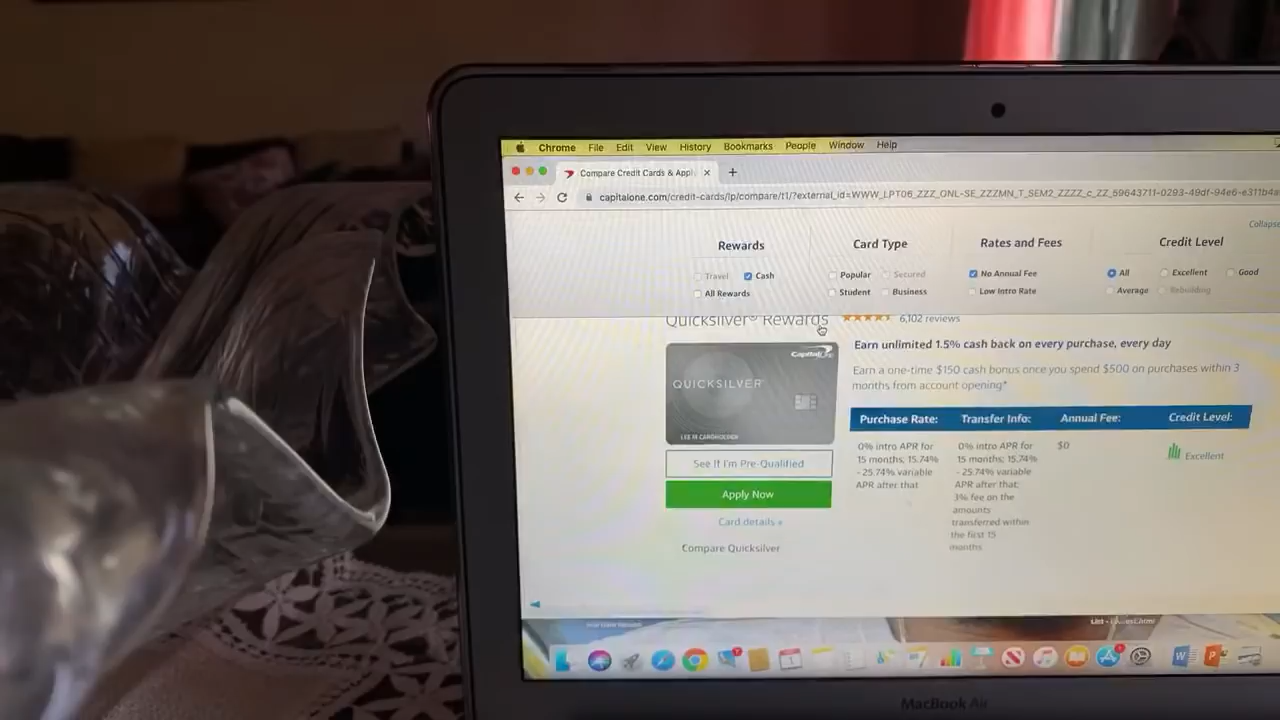 Chrome File Edit View History Bookmarks People Window Help
Compare Credit Cards & Appl
capitalone.com/credit-cards/lp/compare/t1/?external_id=WWW_LPT06_ZZZ_ONL-SE_ZZZMN_T_SEM2_ZZZZ_c_ZZ_59643711-0293-49df-94e6-e311b4a
Collapse
Rewards Card Type Rates and Fees Credit Level
Travel Cash Popular Secured No Annual Fee All Excellent Good
All Rewards Student Business Low Intro Rate Average Rebuilding
Quicksilver® Rewards 6,102 reviews
Earn unlimited 1.5% cash back on every purchase, every day
Earn a one-time $150 cash bonus once you spend $500 on purchases within 3
months from account opening*
Capital One
QUICKSILVER
LEE M CARDHOLDER
Purchase Rate: Transfer Info: Annual Fee: Credit Level:
0% intro APR for
15 months; 15.74%
- 25.74% variable
APR after that
0% intro APR for
15 months; 15.74%
- 25.74% variable
APR after that;
3% fee on the
amounts
transferred within
the first 15
months
$0
Excellent
See If I'm Pre-Qualified
Apply Now
Card details »
Compare Quicksilver
MacBook Air